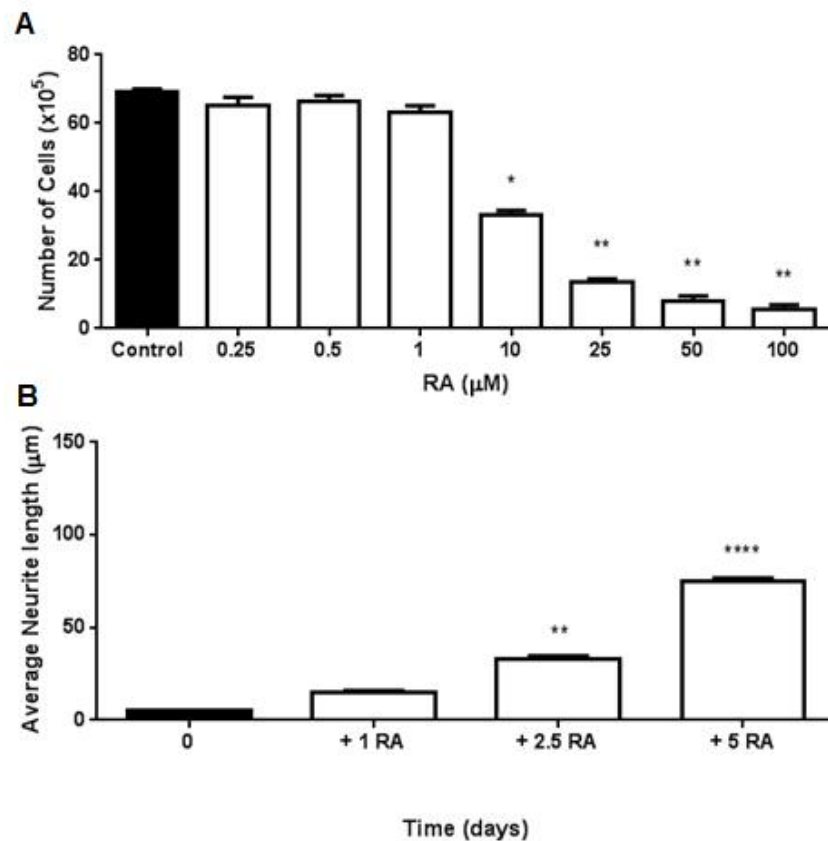 A
Number of Cells (x10⁵)
80
60
40
20
0
*
**
**
**
Control 0.25 0.5 1 10 25 50 100
RA (μM)
B
Average Neurite length (μm)
150
100
50
0
**
****
0 + 1 RA + 2.5 RA + 5 RA
Time (days)